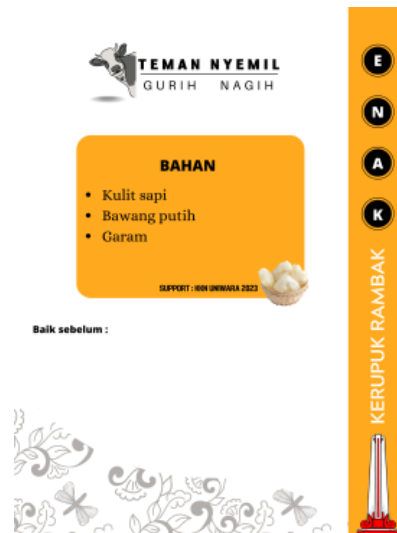 TEMAN NYEMIL
GURIH NAGIH
BAHAN
• Kulit sapi
• Bawang putih
• Garam
SUPPORT : KKN UNIWARA 2023
Baik sebelum :
E
N
A
K
KERUPUK RAMBAK